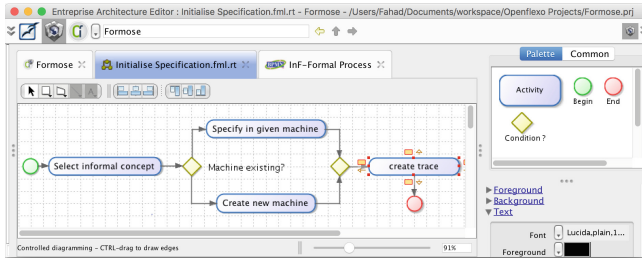 Entreprise Architecture Editor : Initialise Specification.fml.rt - Formose - /Users/Fahad/Documents/workspace/Openflexo Projects/Formose.prj
Formose
Formose
Initialise Specification.fml.rt
InF-Formal Process
Palette
Common
Activity
Begin
End
Condition ?
Specify in given machine
Select informal concept
Machine existing?
create trace
Create new machine
Foreground
Background
Text
Font
Lucida,plain,1...
Foreground
Controlled diagramming - CTRL-drag to draw edges
91%